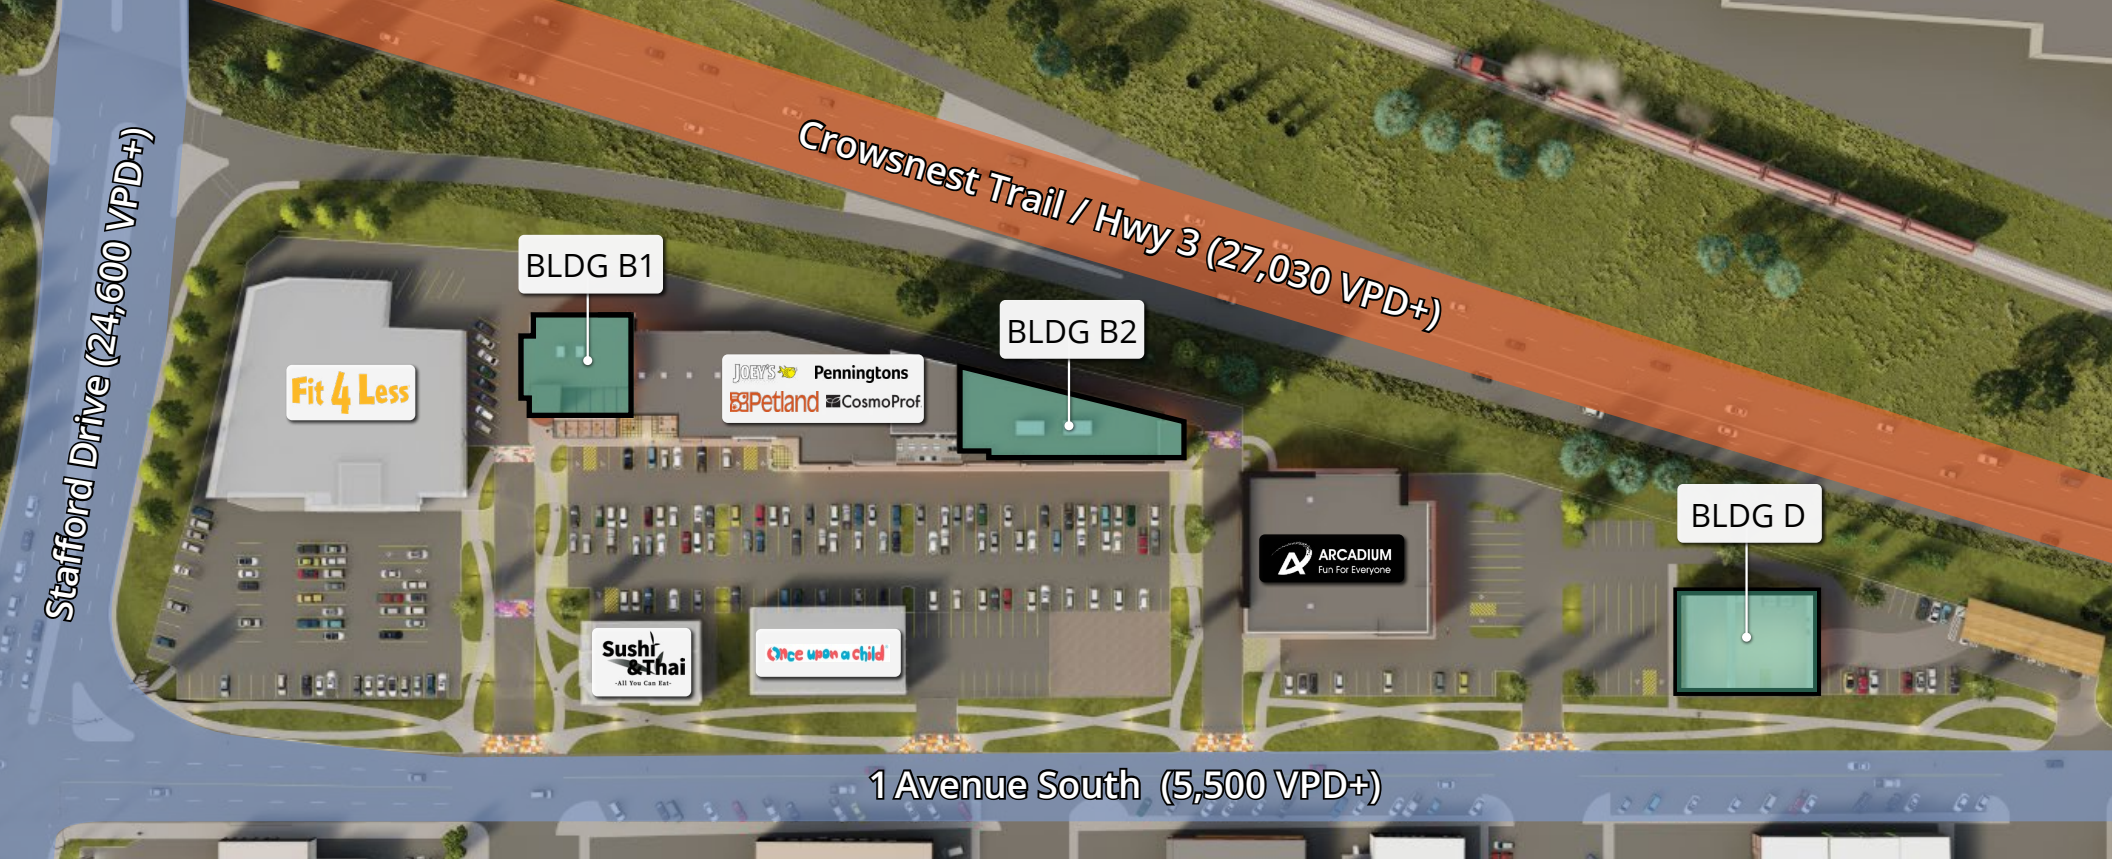 Crowsnest Trail / Hwy 3 (27,030 VPD+)
Stafford Drive (24,600 VPD+)
BLDG B1
BLDG B2
JOEY'S
Penningtons
Petland
CosmoProf
Fit 4 Less
BLDG D
ARCADIUM
Fun For Everyone
Sushi
&Thai
-All You Can Eat-
Once upon a child
1 Avenue South (5,500 VPD+)